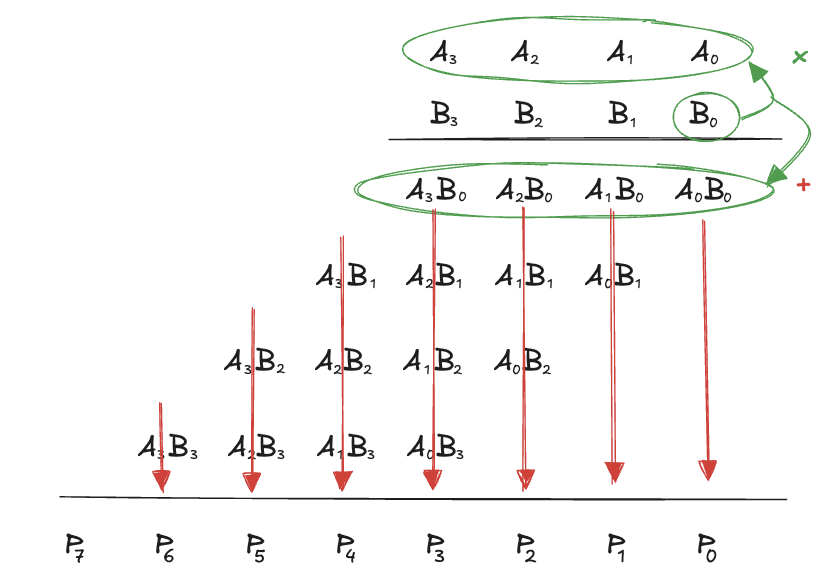 A₃ A₂ A₁ A₀ ×
B₃ B₂ B₁ B₀
A₃B₀ A₂B₀ A₁B₀ A₀B₀ +
A₃B₁ A₂B₁ A₁B₁ A₀B₁
A₃B₂ A₂B₂ A₁B₂ A₀B₂
A₃B₃ A₂B₃ A₁B₃ A₀B₃
P₇ P₆ P₅ P₄ P₃ P₂ P₁ P₀